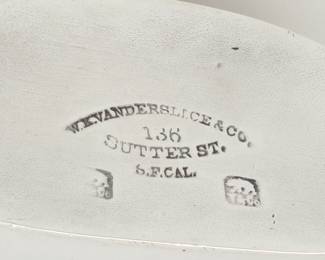 W.K.VANDERSLICE & CO.
136
SUTTER ST.
S.F.CAL.